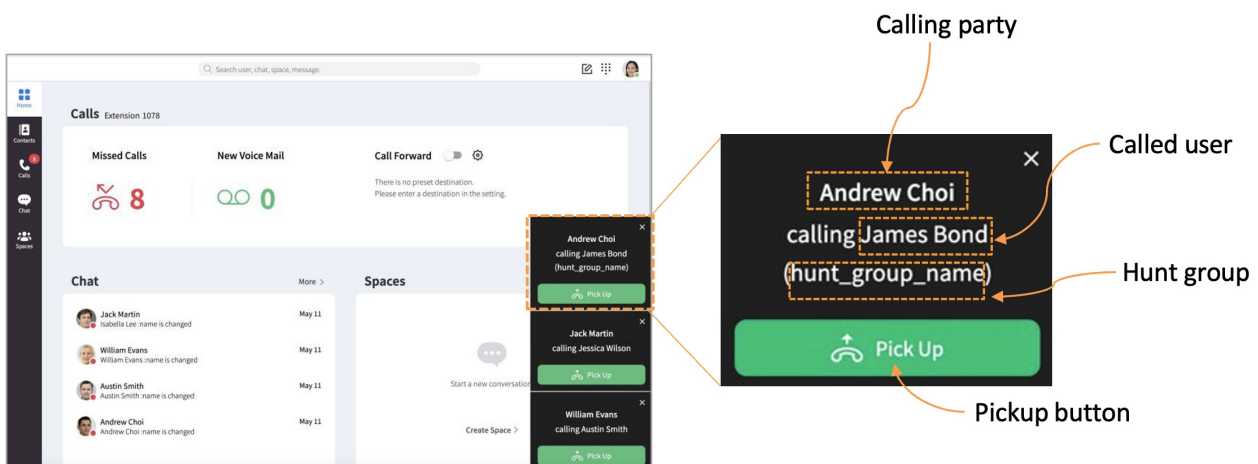 Search user, chat, space, message.
Home
Contacts
Calls
Chat
Spaces
Calls Extension 1078
Missed Calls
8
New Voice Mail
0
Call Forward
There is no preset destination.
Please enter a destination in the setting.
Chat
More >
Jack Martin
May 11
Isabella Lee :name is changed
William Evans
May 11
William Evans :name is changed
Austin Smith
May 11
Austin Smith :name is changed
Andrew Choi
May 11
Andrew Choi :name is changed
Spaces
Start a new conversation
Create Space >
Andrew Choi
calling James Bond
(hunt_group_name)
Pick Up
Jack Martin
calling Jessica Wilson
Pick Up
William Evans
calling Austin Smith
Pick Up
Calling party
Called user
Andrew Choi
calling James Bond
(hunt_group_name)
Hunt group
Pick Up
Pickup button